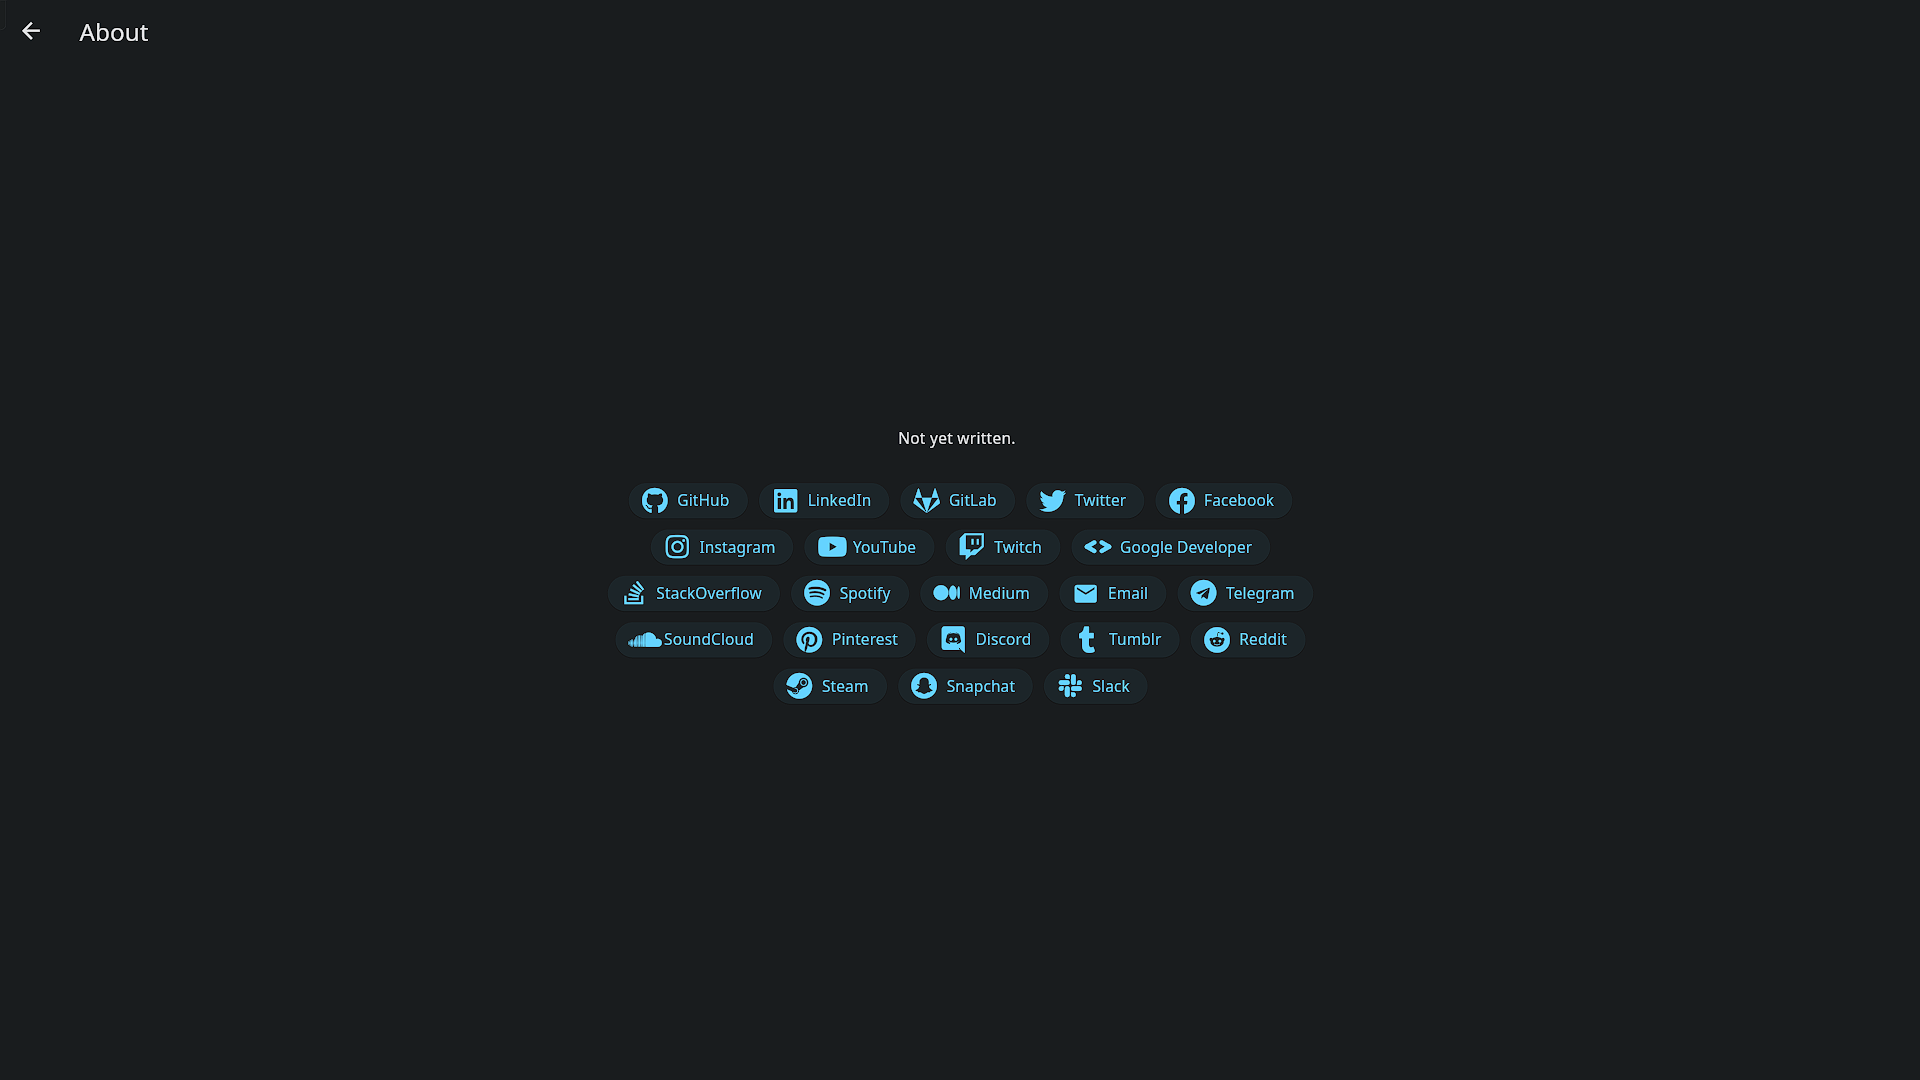 About
Not yet written.
GitHub LinkedIn GitLab Twitter Facebook
Instagram YouTube Twitch Google Developer
StackOverflow Spotify Medium Email Telegram
SoundCloud Pinterest Discord Tumblr Reddit
Steam Snapchat Slack